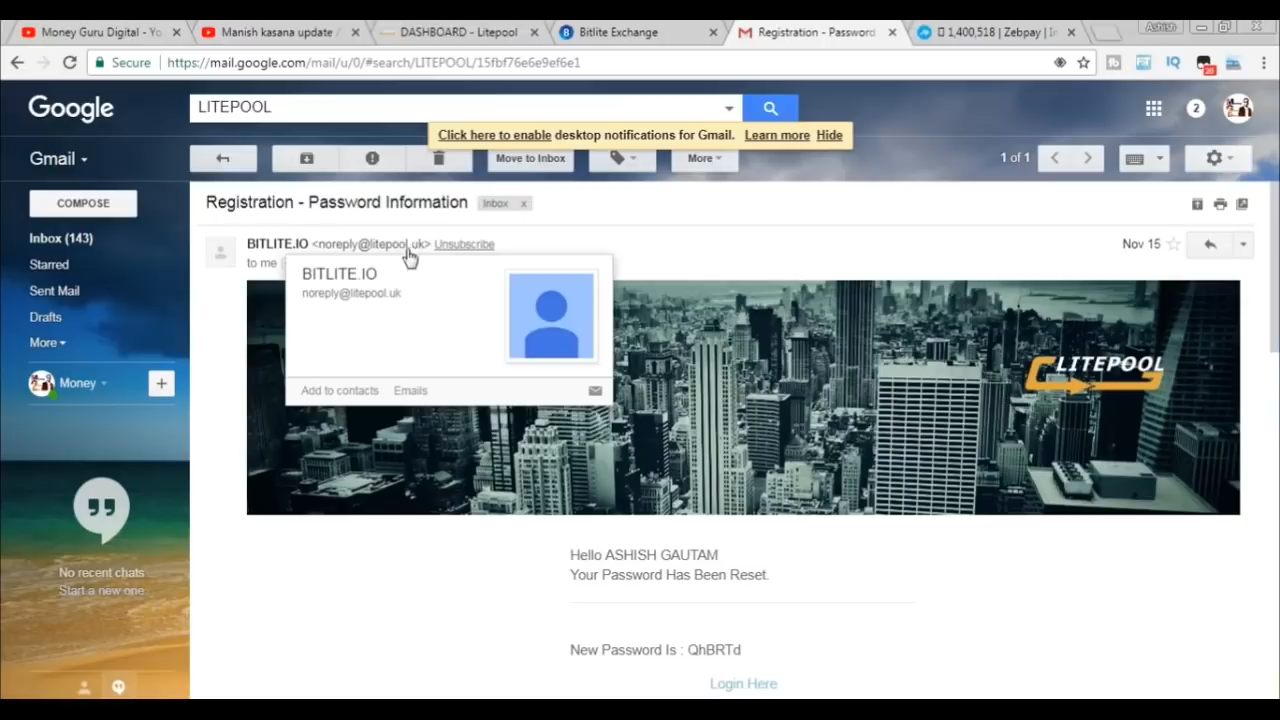 Money Guru Digital - Yo
Manish kasana update /
DASHBOARD - Litepool
Bitlite Exchange
Registration - Password
1,400,518 | Zebpay | I
Ashish
Secure
https://mail.google.com/mail/u/0/#search/LITEPOOL/15fbf76e6e9ef6e1
IQ
Google
LITEPOOL
2
Click here to enable desktop notifications for Gmail. Learn more Hide
Gmail
Move to Inbox
More
1 of 1
COMPOSE
Registration - Password Information
Inbox x
Inbox (143)
Starred
Sent Mail
Drafts
More
Money
BITLITE.IO <noreply@litepool.uk> Unsubscribe
Nov 15
to me
BITLITE.IO
noreply@litepool.uk
Add to contacts
Emails
LITEPOOL
No recent chats
Start a new one
Hello ASHISH GAUTAM
Your Password Has Been Reset.
New Password Is : QhBRTd
Login Here